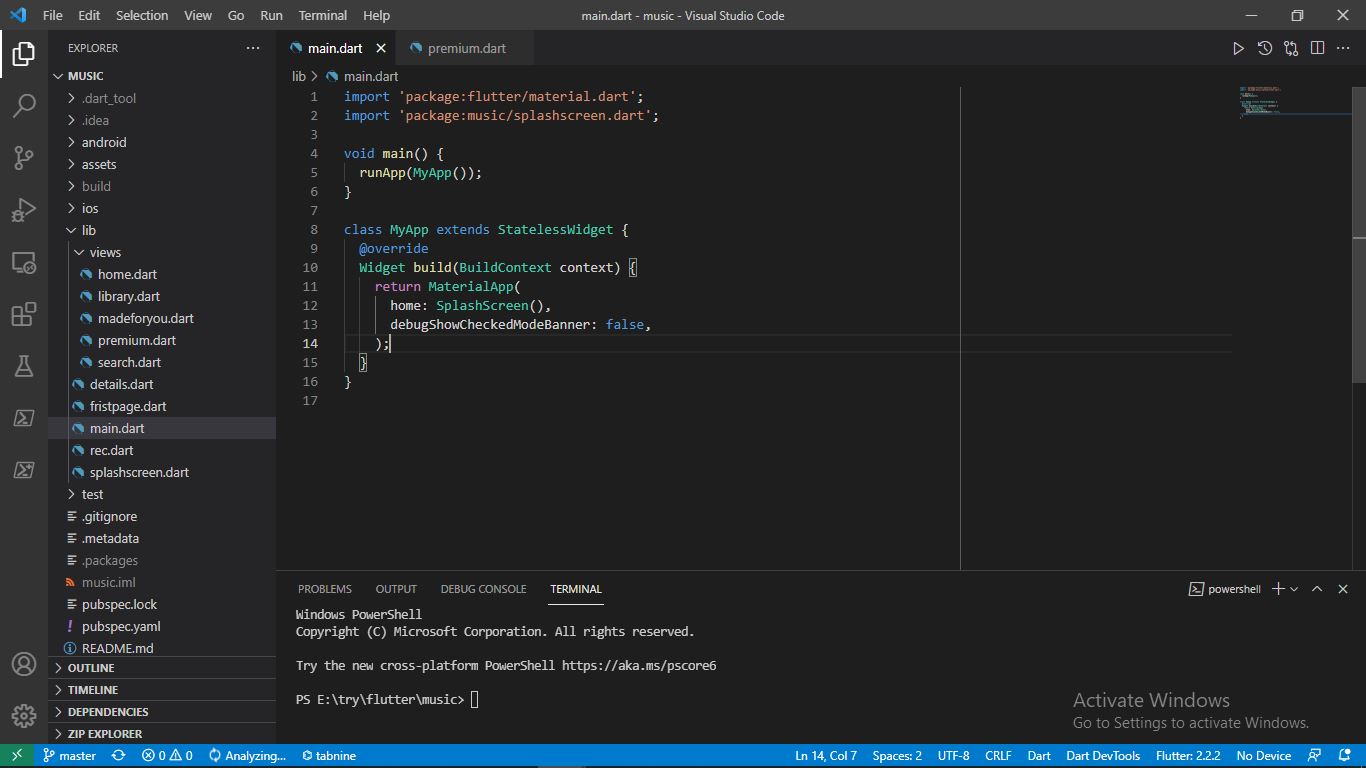 File Edit Selection View Go Run Terminal Help
main.dart - music - Visual Studio Code
EXPLORER
MUSIC
.dart_tool
.idea
android
assets
build
ios
lib
views
home.dart
library.dart
madeforyou.dart
premium.dart
search.dart
details.dart
fristpage.dart
main.dart
rec.dart
splashscreen.dart
test
.gitignore
.metadata
.packages
music.iml
pubspec.lock
pubspec.yaml
README.md
OUTLINE
TIMELINE
DEPENDENCIES
ZIP EXPLORER
main.dart premium.dart
lib > main.dart
1 import 'package:flutter/material.dart';
2 import 'package:music/splashscreen.dart';
3
4 void main() {
5 runApp(MyApp());
6 }
7
8 class MyApp extends StatelessWidget {
9 @override
10 Widget build(BuildContext context) {
11 return MaterialApp(
12 home: SplashScreen(),
13 debugShowCheckedModeBanner: false,
14 );
15 }
16 }
17
PROBLEMS OUTPUT DEBUG CONSOLE TERMINAL
powershell
Windows PowerShell
Copyright (C) Microsoft Corporation. All rights reserved.
Try the new cross-platform PowerShell https://aka.ms/pscore6
PS E:\try\flutter\music>
Activate Windows
Go to Settings to activate Windows.
master 0 0 Analyzing... tabnine
Ln 14, Col 7 Spaces: 2 UTF-8 CRLF Dart Dart DevTools Flutter: 2.2.2 No Device